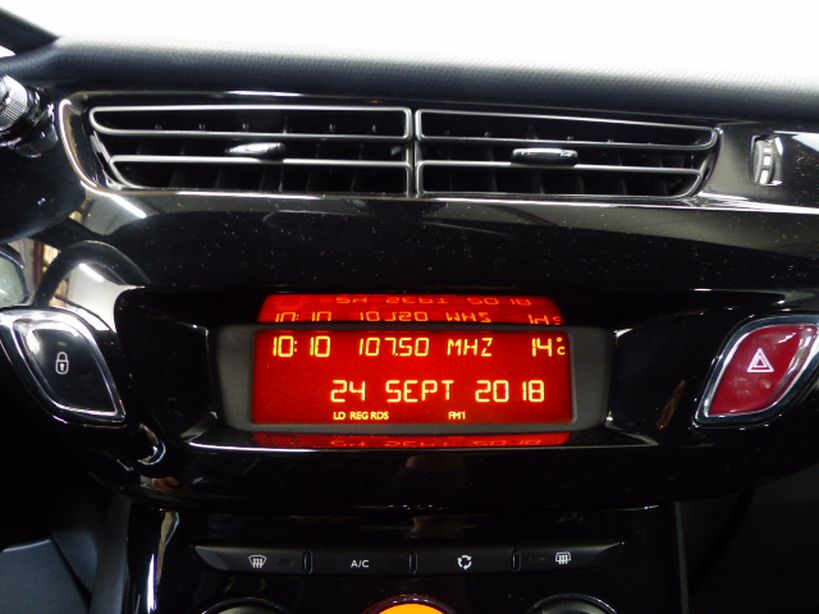 10:10 107.50 MHZ 14°C
24 SEPT 2018
LD REG RDS FM1
A/C